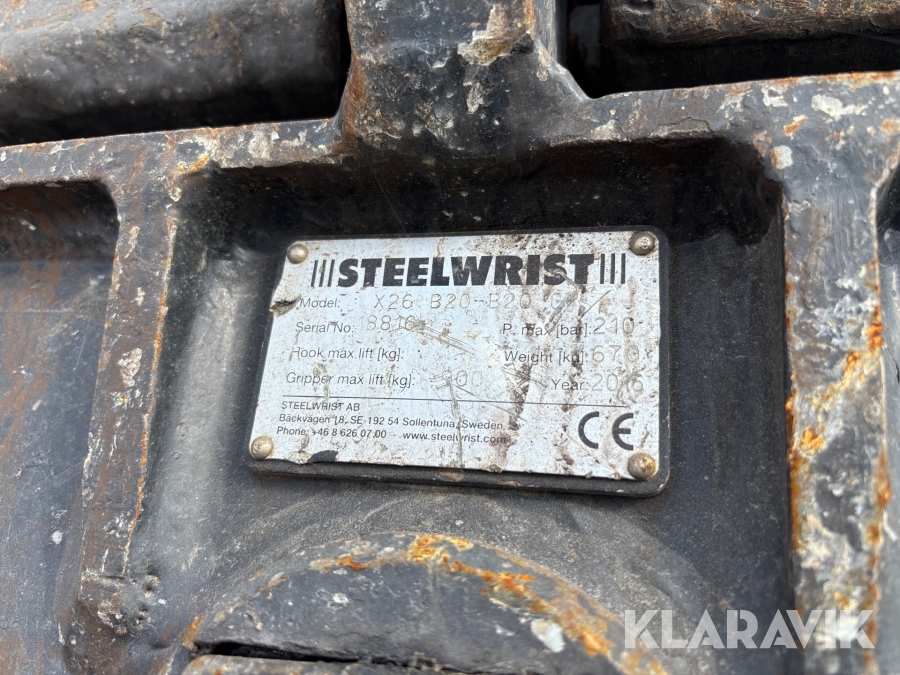 STEELWRIST
Model: X26 B20-B20
Serial No: 8816
P. max [bar]: 210
Hook max lift [kg]:
Weight [kg]: 670
Gripper max lift [kg]:
Year: 2016
STEELWRIST AB
Bäckvägen 18, SE-192 54 Sollentuna, Sweden
Phone: +46 8 626 07 00 www.steelwrist.com
CE
KLARAVIK